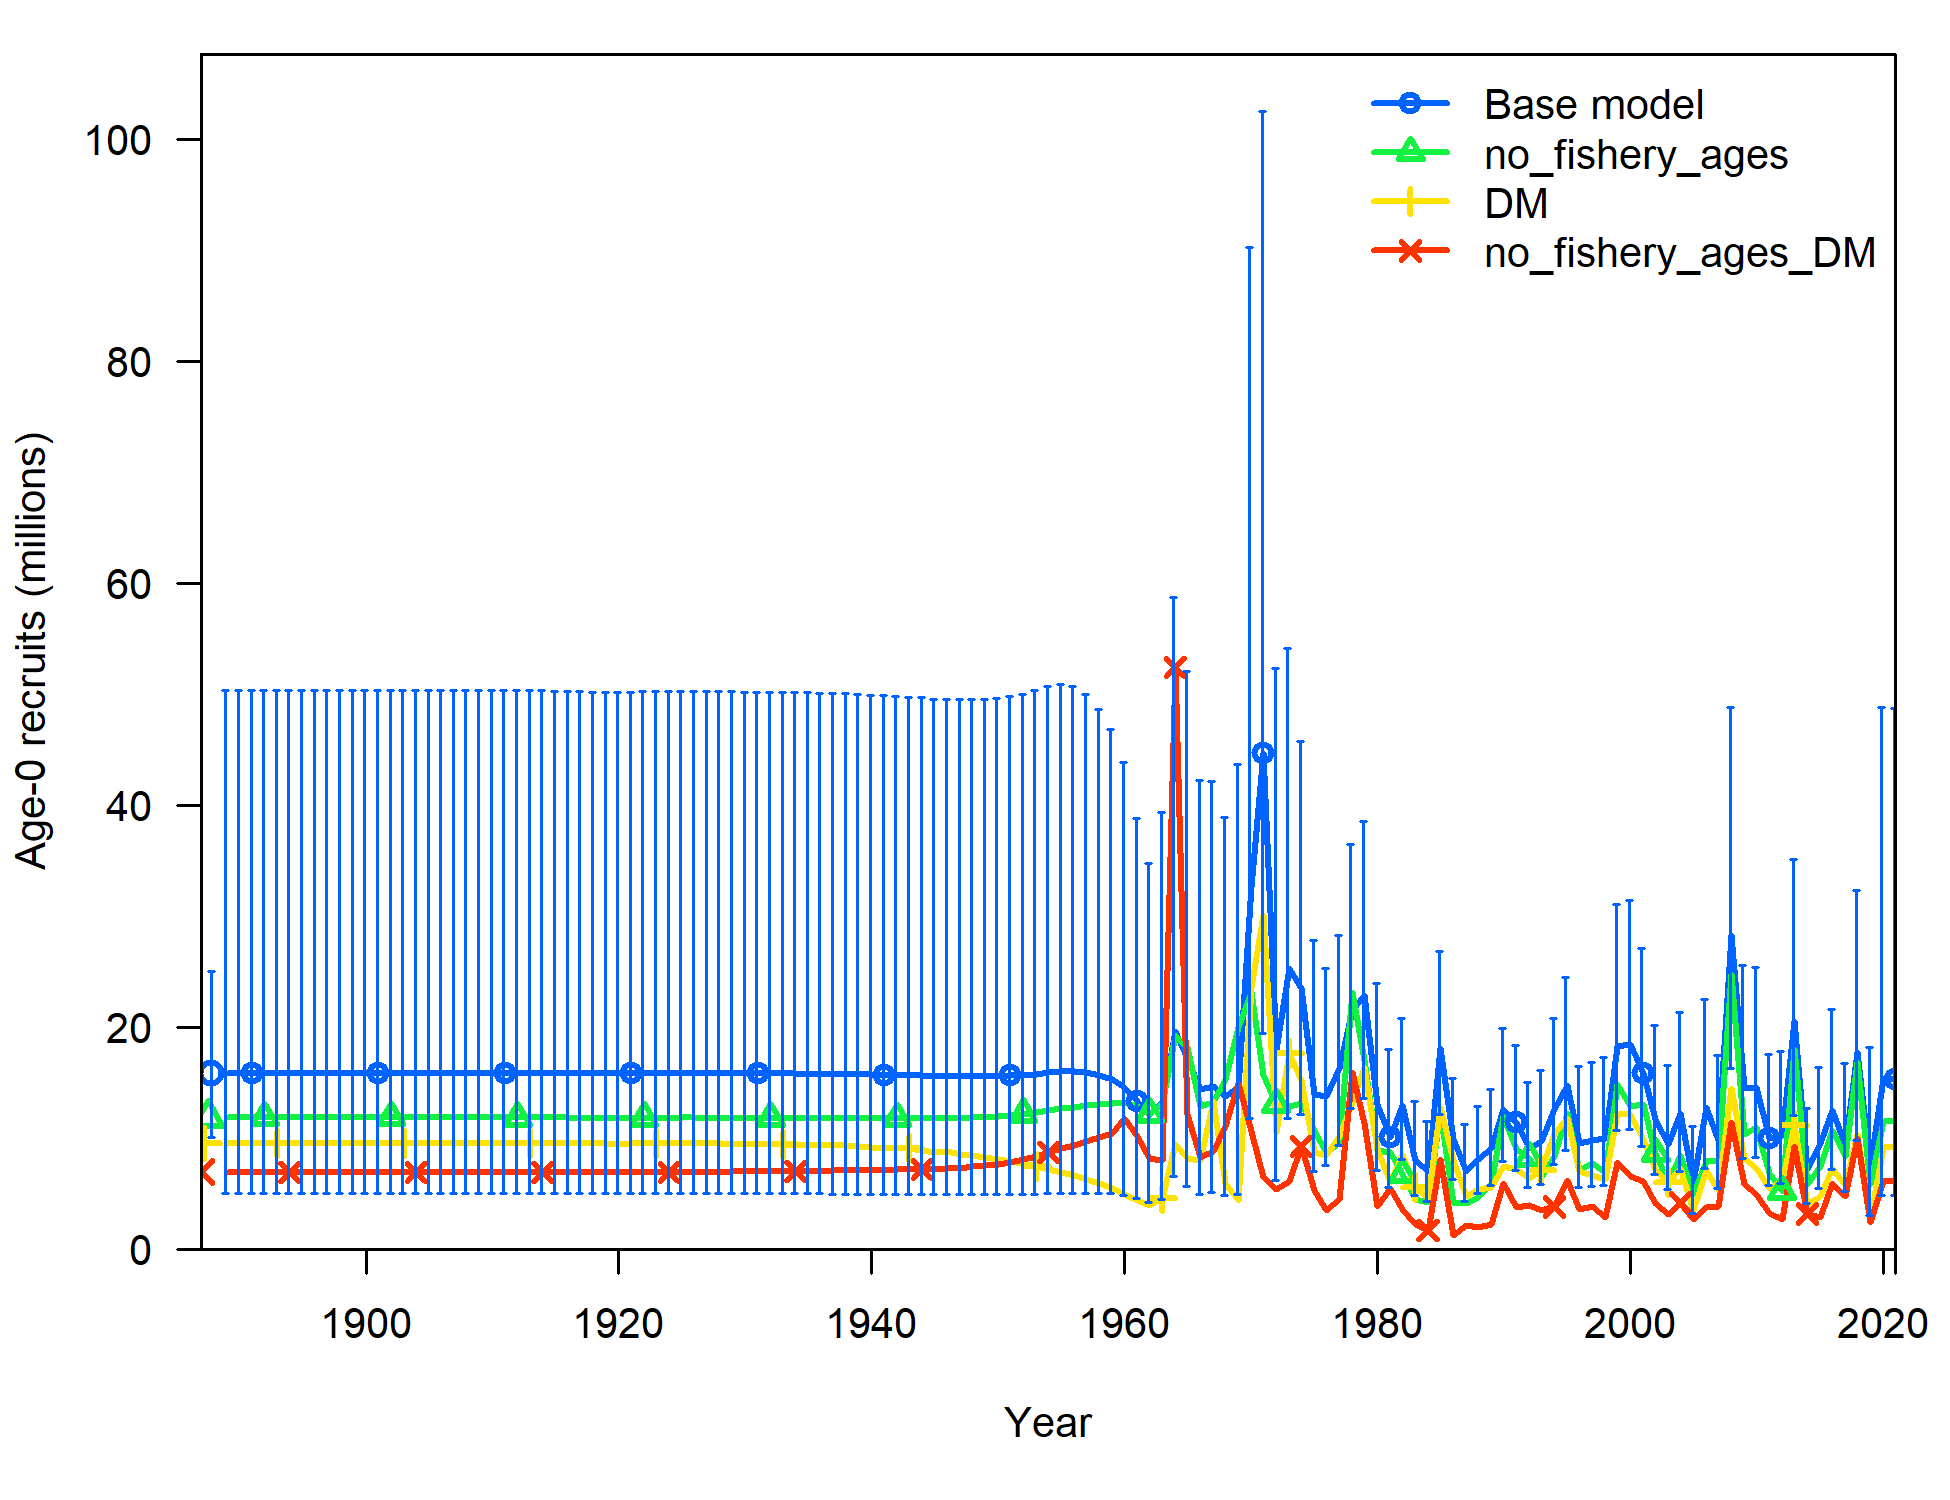 Base model
no_fishery_ages
DM
no_fishery_ages_DM
100
80
60
40
20
0
Age-0 recruits (millions)
1900
1920
1940
1960
1980
2000
2020
Year